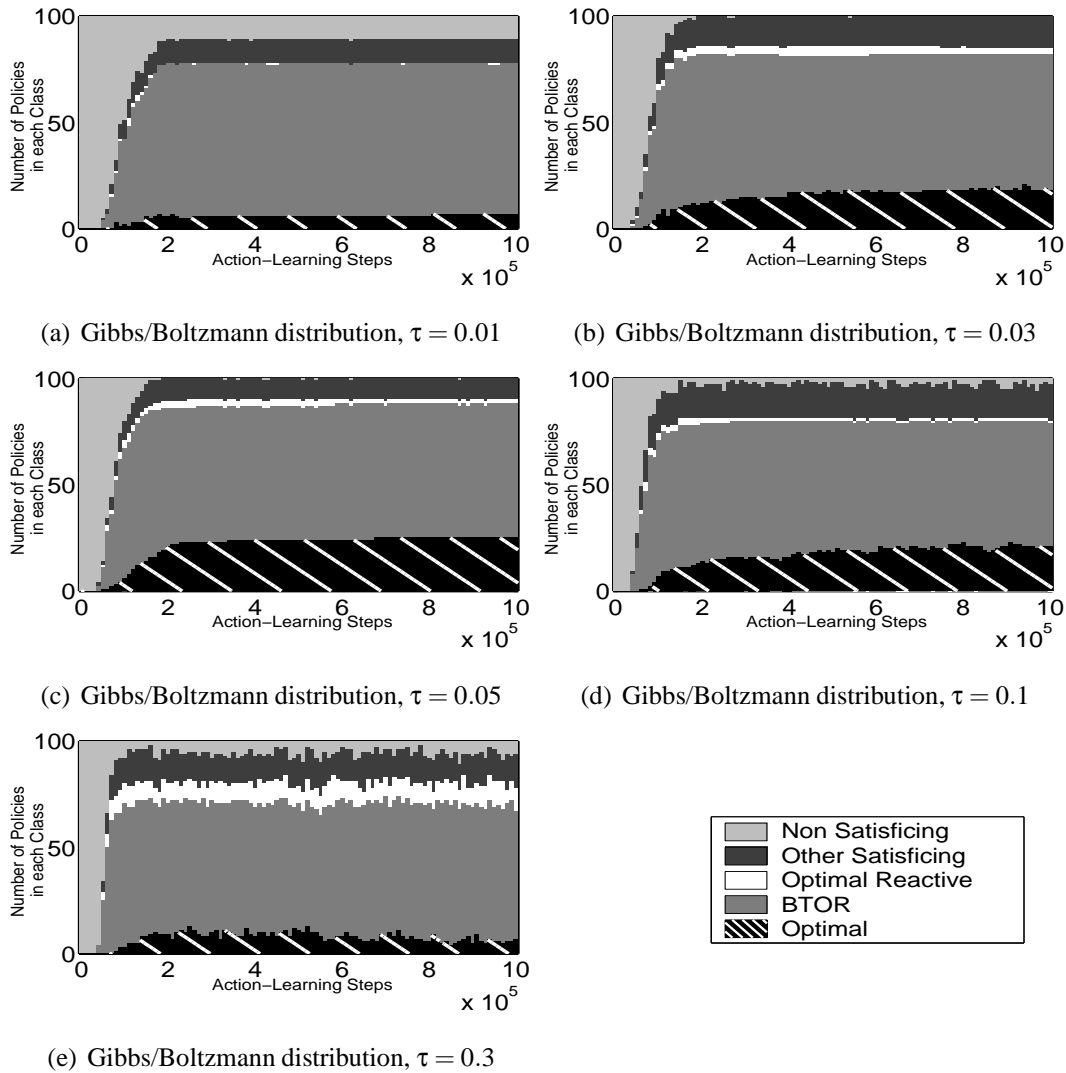 100
50
0
Number of Policies
in each Class
0 2 4 6 8 10
Action−Learning Steps
x 10^5
(a) Gibbs/Boltzmann distribution, τ = 0.01
100
50
0
Number of Policies
in each Class
0 2 4 6 8 10
Action−Learning Steps
x 10^5
(b) Gibbs/Boltzmann distribution, τ = 0.03
100
50
0
Number of Policies
in each Class
0 2 4 6 8 10
Action−Learning Steps
x 10^5
(c) Gibbs/Boltzmann distribution, τ = 0.05
100
50
0
Number of Policies
in each Class
0 2 4 6 8 10
Action−Learning Steps
x 10^5
(d) Gibbs/Boltzmann distribution, τ = 0.1
100
50
0
Number of Policies
in each Class
0 2 4 6 8 10
Action−Learning Steps
x 10^5
(e) Gibbs/Boltzmann distribution, τ = 0.3
Non Satisficing
Other Satisficing
Optimal Reactive
BTOR
Optimal